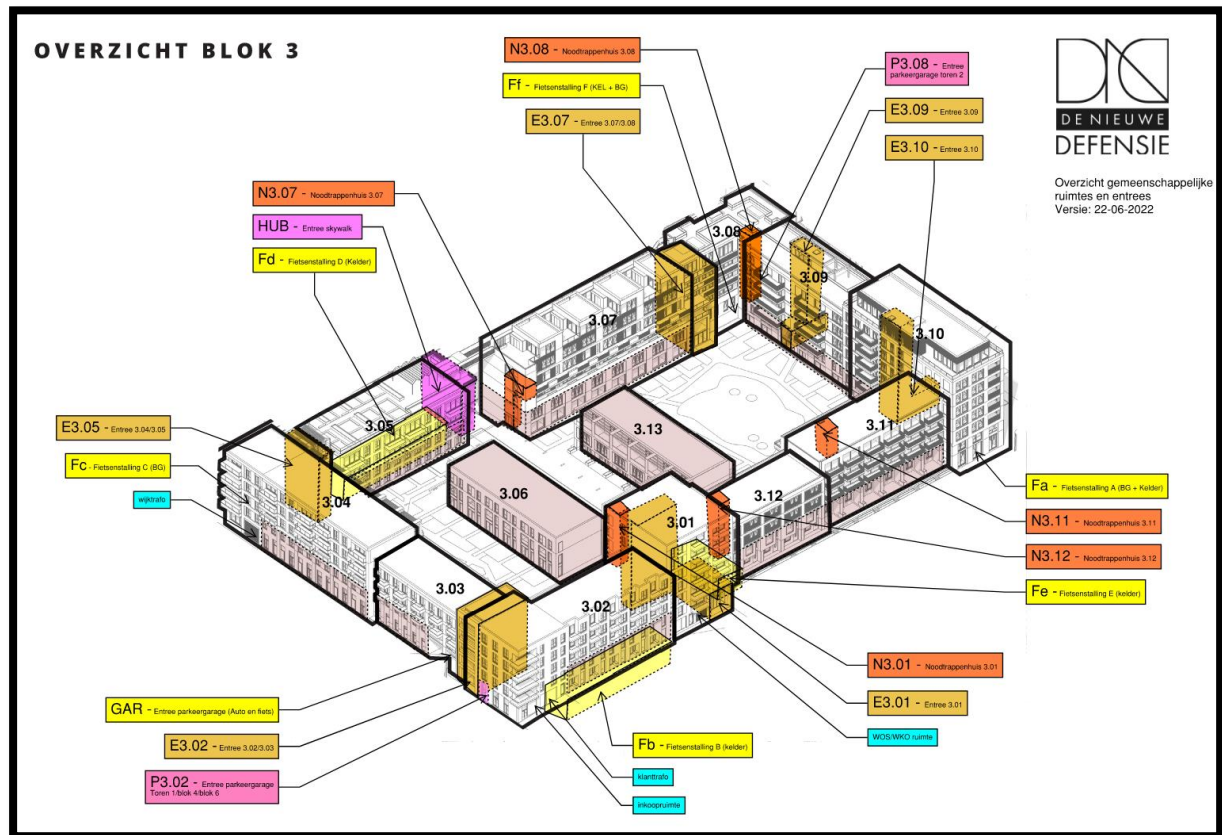 OVERZICHT BLOK 3
N3.08 - Noodtrappenhuis 3.08
Ff - Fietsenstalling F (KEL + BG)
E3.07 - Entree 3.07/3.08
P3.08 - Entree
parkeergarage toren 2
E3.09 - Entree 3.09
E3.10 - Entree 3.10
DE NIEUWE
DEFENSIE
Overzicht gemeenschappelijke
ruimtes en entrees
Versie: 22-06-2022
N3.07 - Noodtrappenhuis 3.07
HUB - Entree skywalk
Fd - Fietsenstalling D (Kelder)
3.08
3.09
3.07
3.10
3.05
3.13
3.11
E3.05 - Entree 3.04/3.05
Fc - Fietsenstalling C (BG)
wijktrafo
3.04
3.06
3.12
3.01
Fa - Fietsenstalling A (BG + Kelder)
N3.11 - Noodtrappenhuis 3.11
N3.12 - Noodtrappenhuis 3.12
Fe - Fietsenstalling E (kelder)
3.03
3.02
N3.01 - Noodtrappenhuis 3.01
E3.01 - Entree 3.01
WOS/WKO ruimte
GAR - Entree parkeergarage (Auto en fiets)
E3.02 - Entree 3.02/3.03
P3.02 - Entree parkeergarage
Toren 1/blok 4/blok 6
Fb - Fietsenstalling B (kelder)
klanttrafo
inkoopruimte